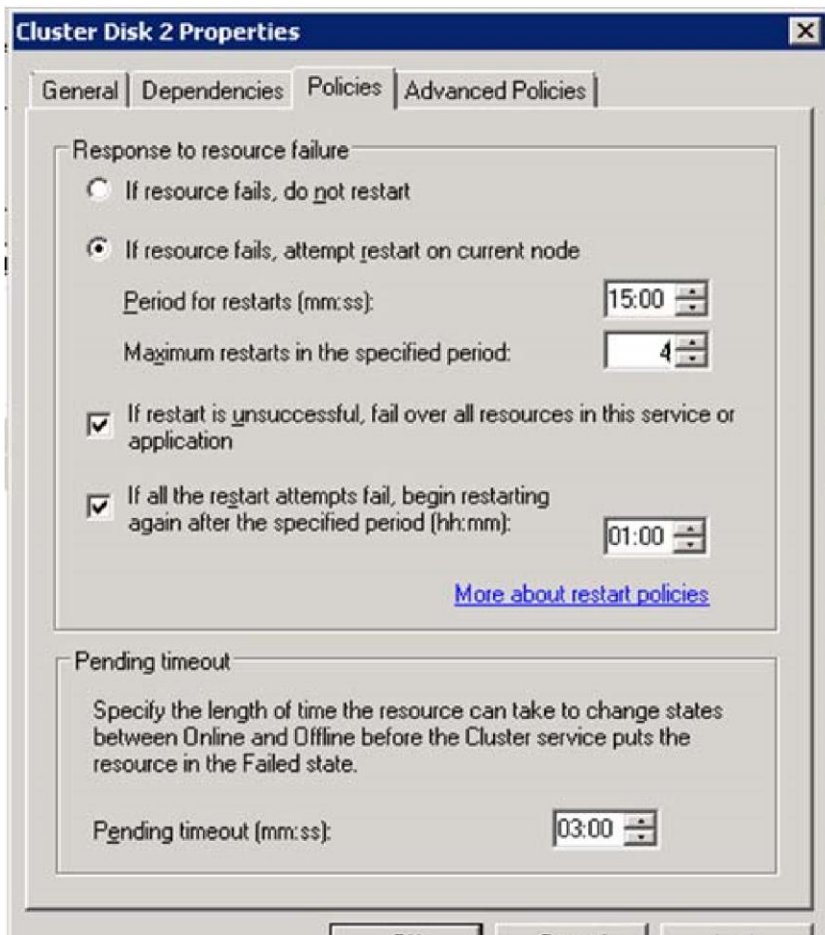 Cluster Disk 2 Properties
General
Dependencies
Policies
Advanced Policies
Response to resource failure
If resource fails, do not restart
If resource fails, attempt restart on current node
Period for restarts (mm:ss):
15:00
Maximum restarts in the specified period:
4
If restart is unsuccessful, fail over all resources in this service or
application
If all the restart attempts fail, begin restarting
again after the specified period (hh:mm):
01:00
More about restart policies
Pending timeout
Specify the length of time the resource can take to change states
between Online and Offline before the Cluster service puts the
resource in the Failed state.
Pending timeout (mm:ss):
03:00